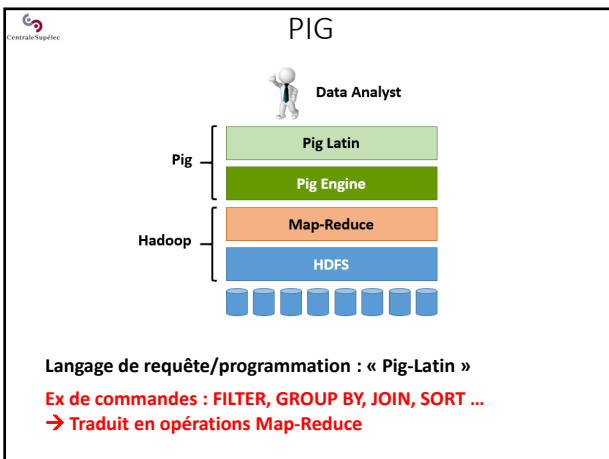 CentraleSupélec
PIG
Data Analyst
Pig Latin
Pig
Pig Engine
Map-Reduce
Hadoop
HDFS
Langage de requête/programmation : « Pig-Latin »
Ex de commandes : FILTER, GROUP BY, JOIN, SORT ...
→ Traduit en opérations Map-Reduce